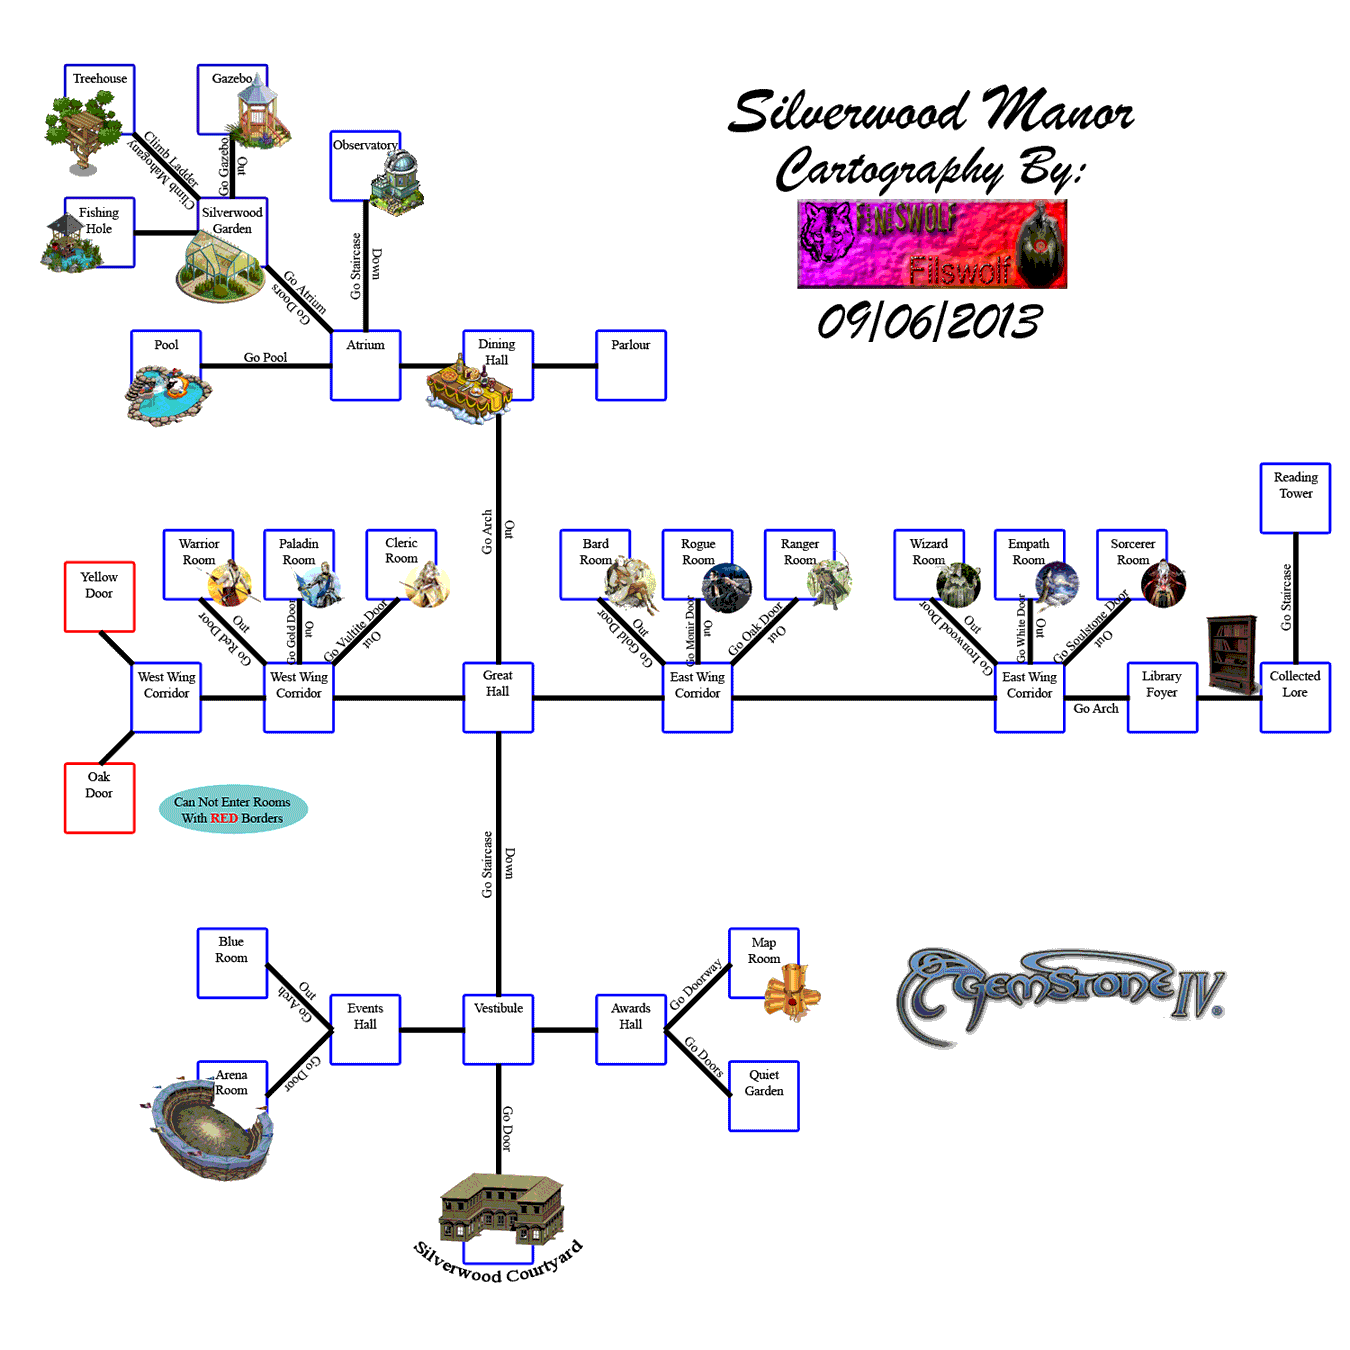 Silverwood Manor
Cartography By:
FINISWOLF
Filswolf
09/06/2013
Treehouse
Gazebo
Observatory
Climb Ladder
Climb Mahogany
Go Gazebo
Out
Fishing
Hole
Silverwood
Garden
Go Staircase
Down
Go Atrium
Go Doors
Pool
Go Pool
Atrium
Dining
Hall
Parlour
Go Arch
Out
Reading
Tower
Go Staircase
Warrior
Room
Paladin
Room
Cleric
Room
Bard
Room
Rogue
Room
Ranger
Room
Wizard
Room
Empath
Room
Sorcerer
Room
Yellow
Door
Out
Go Red Door
Go Gold Door
Out
Go Vultite Door
Out
Out
Go Gold Door
Go Monir Door
Out
Go Oak Door
Out
Out
Go Ironwood Door
Go White Door
Out
Go Soulstone Door
Out
West Wing
Corridor
West Wing
Corridor
Great
Hall
East Wing
Corridor
East Wing
Corridor
Go Arch
Library
Foyer
Collected
Lore
Oak
Door
Can Not Enter Rooms
With RED Borders
Go Staircase
Down
Blue
Room
Out
Go Arch
Events
Hall
Vestibule
Awards
Hall
Go Doorway
Map
Room
GemStone IV
Go Door
Arena
Room
Go Doors
Quiet
Garden
Go Door
Silverwood Courtyard